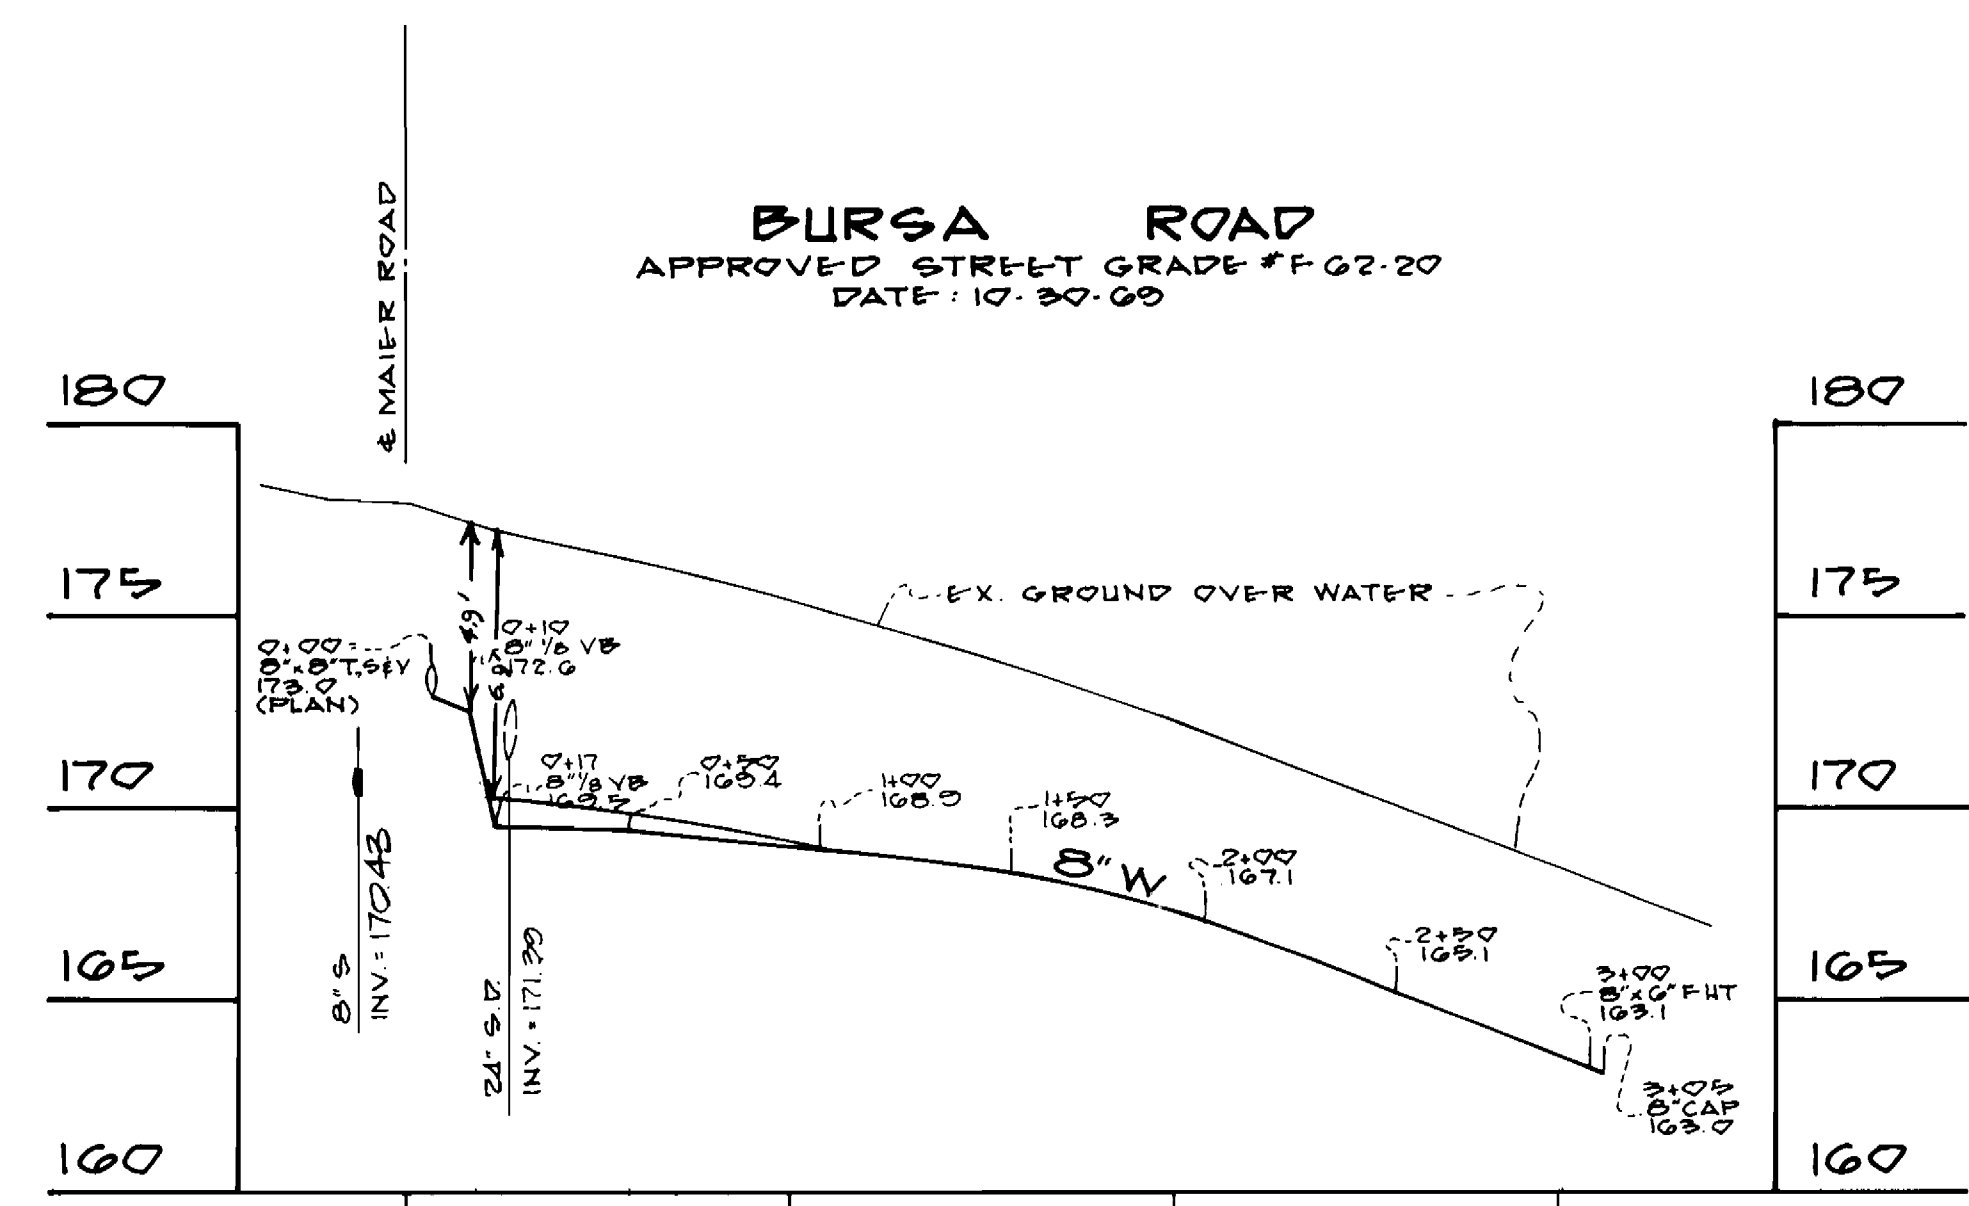 BURSA ROAD
APPROVED STREET GRADE # F 62-20
DATE: 10-30-69
℄ MAIER ROAD
180
180
175
175
170
170
165
165
160
160
EX. GROUND OVER WATER
4.9'
0+00 =
8" x 8" T, S&V
173.0
(PLAN)
0+10
8" 1/8 VB
172.6
0+17
8" 1/8 VB
169.5
0+50
169.4
1+00
168.9
1+50
168.3
8" W
2+00
167.1
2+50
165.1
3+00
8" x 6" FHT
163.1
3+05
8" CAP
163.0
8" S
INV. = 170.43
24" S.D.
INV. = 171.39